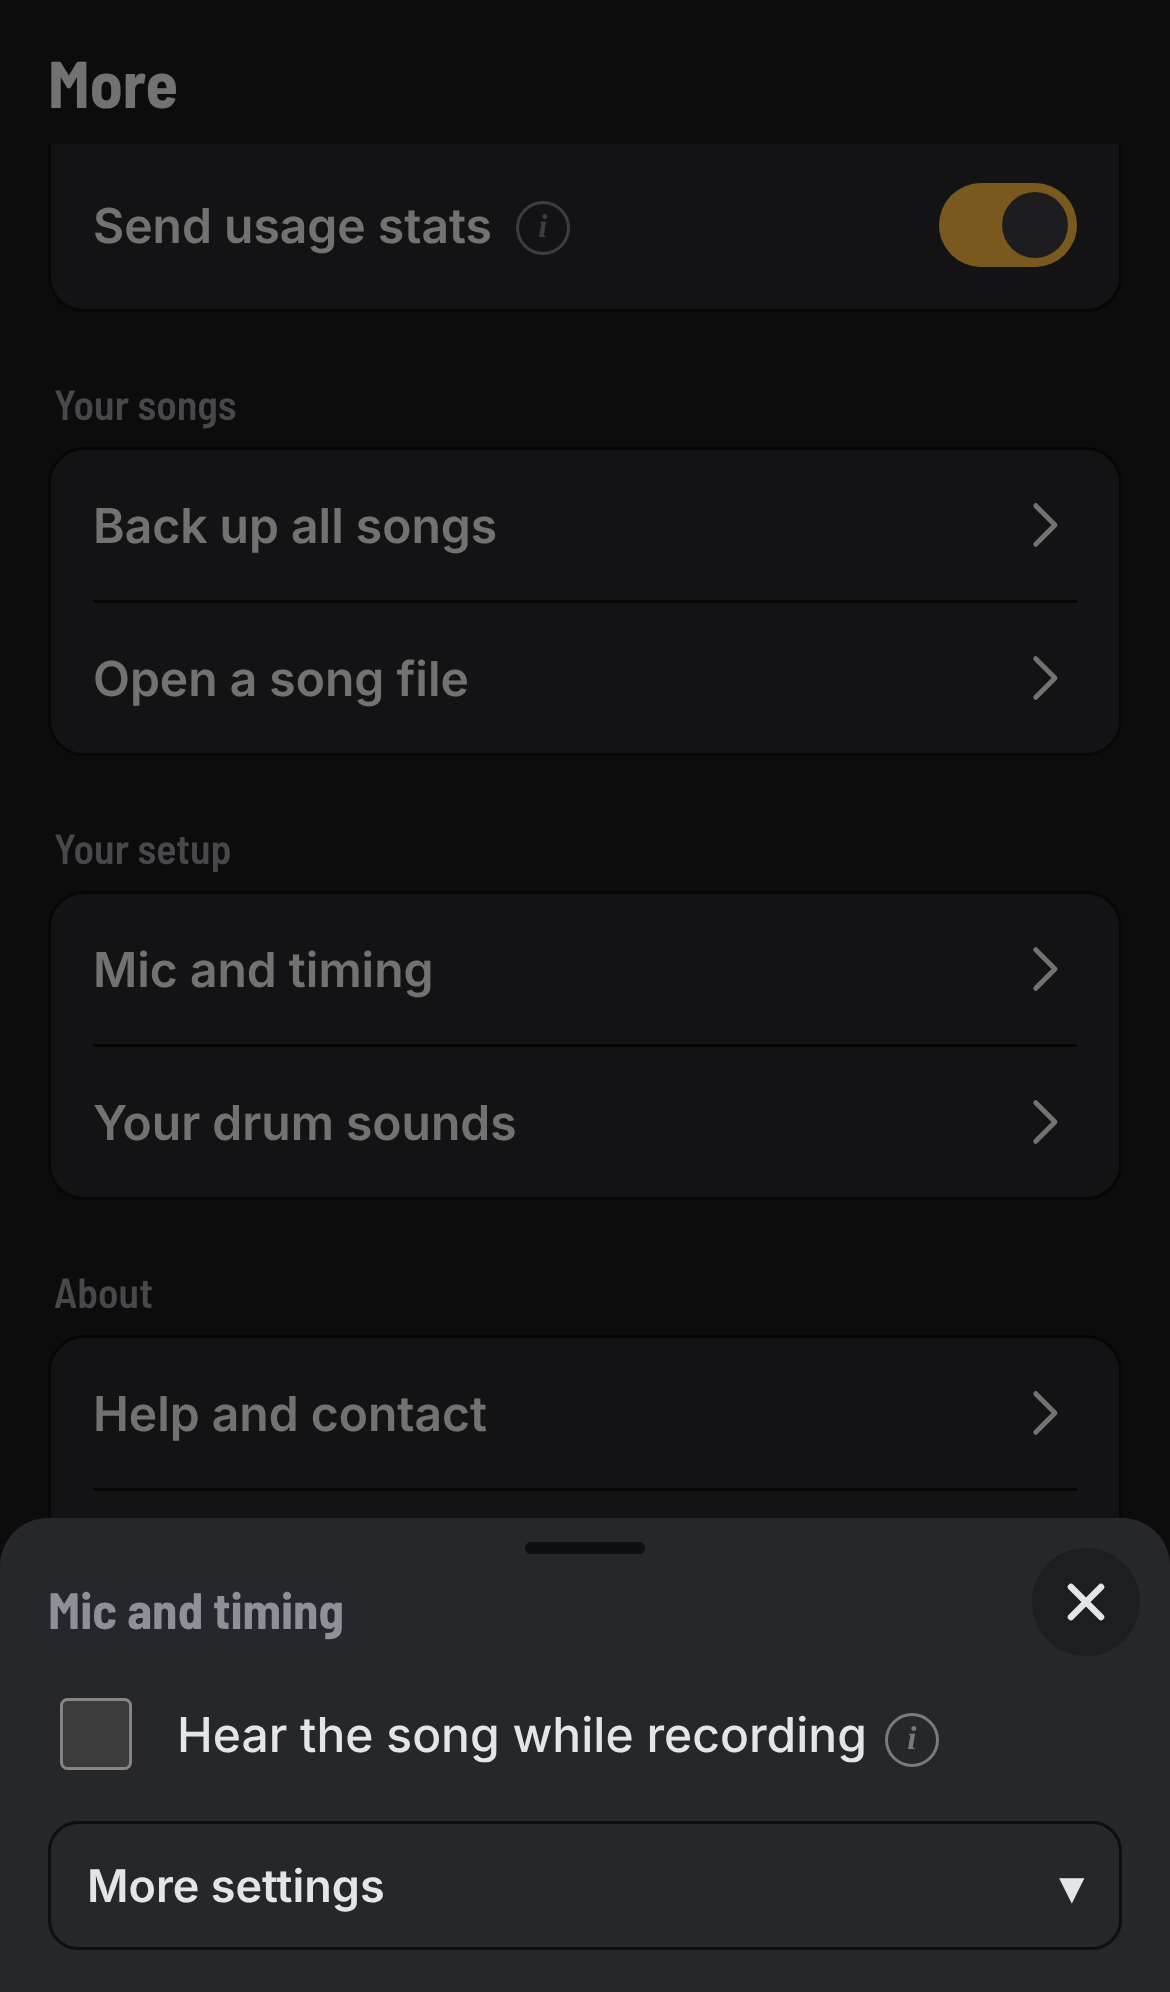 More
Send usage stats i
Your songs
Back up all songs
Open a song file
Your setup
Mic and timing
Your drum sounds
About
Help and contact
Mic and timing
Hear the song while recording i
More settings